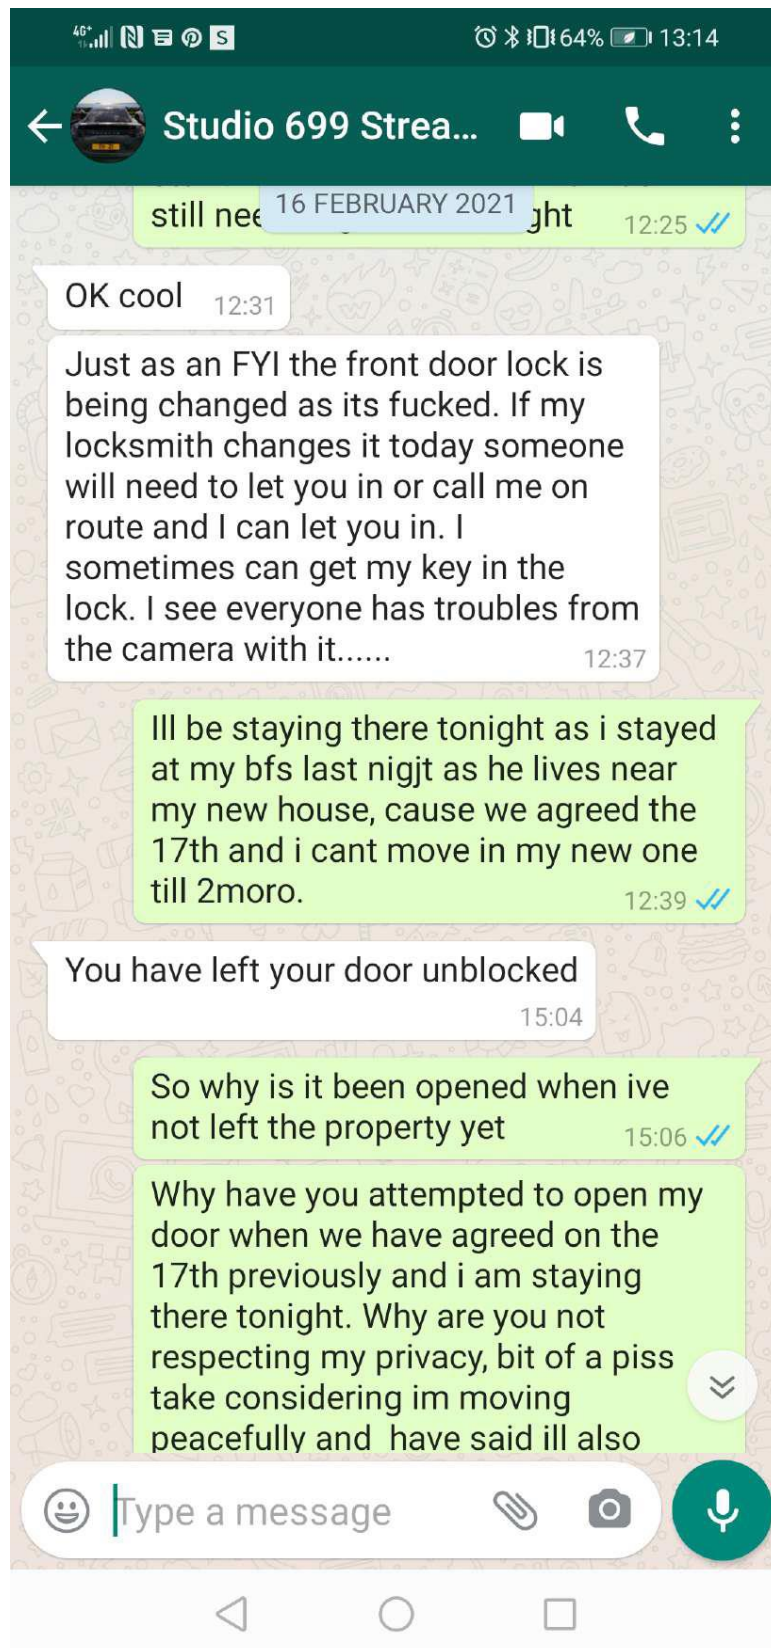 4G+ S 64% 13:14
Studio 699 Strea...
16 FEBRUARY 2021
still ght 12:25
OK cool 12:31
Just as an FYI the front door lock is
being changed as its fucked. If my
locksmith changes it today someone
will need to let you in or call me on
route and I can let you in. I
sometimes can get my key in the
lock. I see everyone has troubles from
the camera with it...... 12:37
Ill be staying there tonight as i stayed
at my bfs last nigjt as he lives near
my new house, cause we agreed the
17th and i cant move in my new one
till 2moro. 12:39
You have left your door unblocked
15:04
So why is it been opened when ive
not left the property yet 15:06
Why have you attempted to open my
door when we have agreed on the
17th previously and i am staying
there tonight. Why are you not
respecting my privacy, bit of a piss
take considering im moving
peacefully and  have said ill also
Type a message